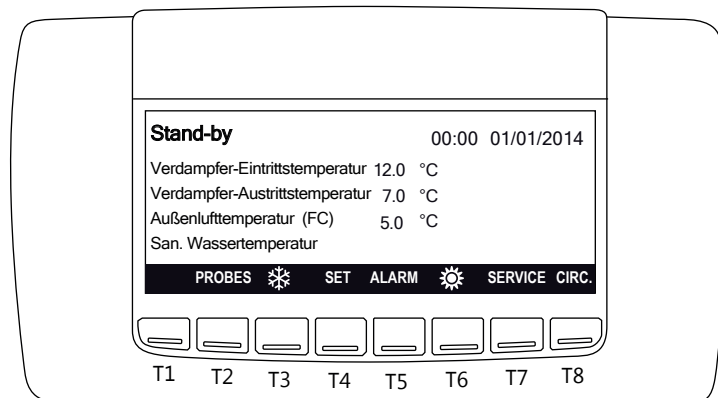 Stand-by 00:00 01/01/2014
Verdampfer-Eintrittstemperatur 12.0 °C
Verdampfer-Austrittstemperatur 7.0 °C
Außenlufttemperatur (FC) 5.0 °C
San. Wassertemperatur
PROBES SET ALARM SERVICE CIRC.
T1 T2 T3 T4 T5 T6 T7 T8